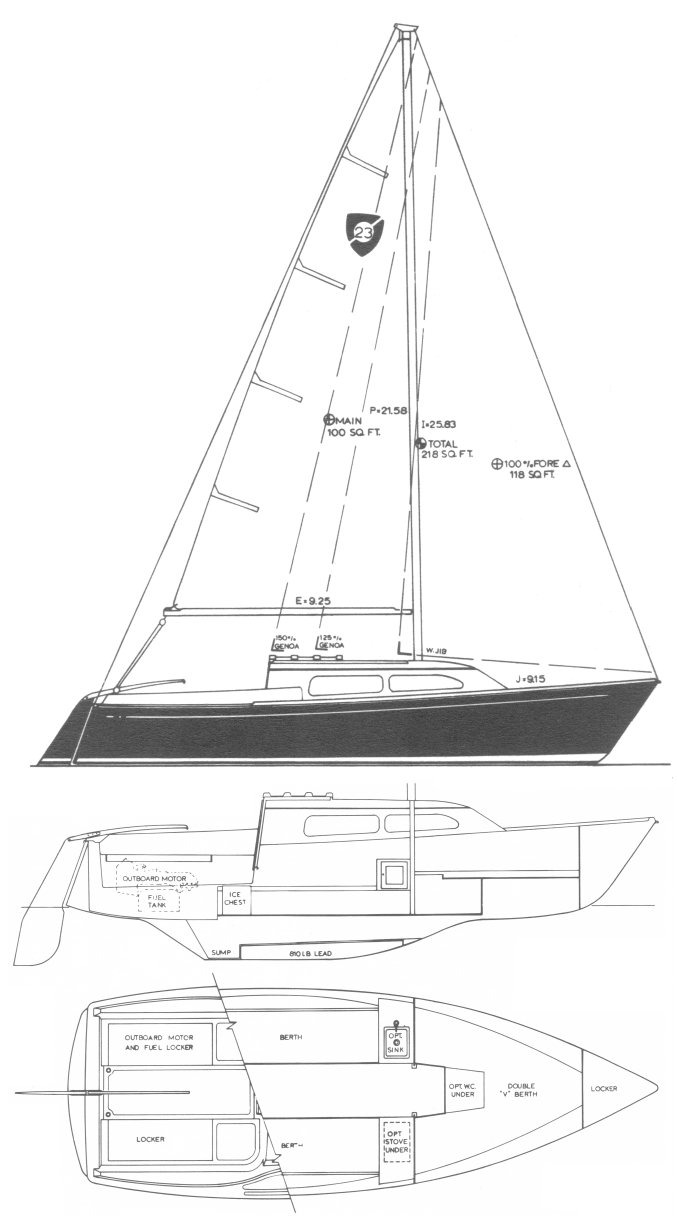 23
P=21.58
MAIN
100 SQ. FT.
I=25.83
TOTAL
218 SQ. FT.
100% FORE △
118 SQ. FT.
E=9.25
150%
GENOA
125%
GENOA
W. JIB
J=9.15
OUTBOARD MOTOR
FUEL
TANK
ICE
CHEST
SUMP
810 LB LEAD
OUTBOARD MOTOR
AND FUEL LOCKER
BERTH
OPT.
SINK
OPT. W.C.
UNDER
DOUBLE
"V" BERTH
LOCKER
LOCKER
BERTH
OPT
STOVE
UNDER